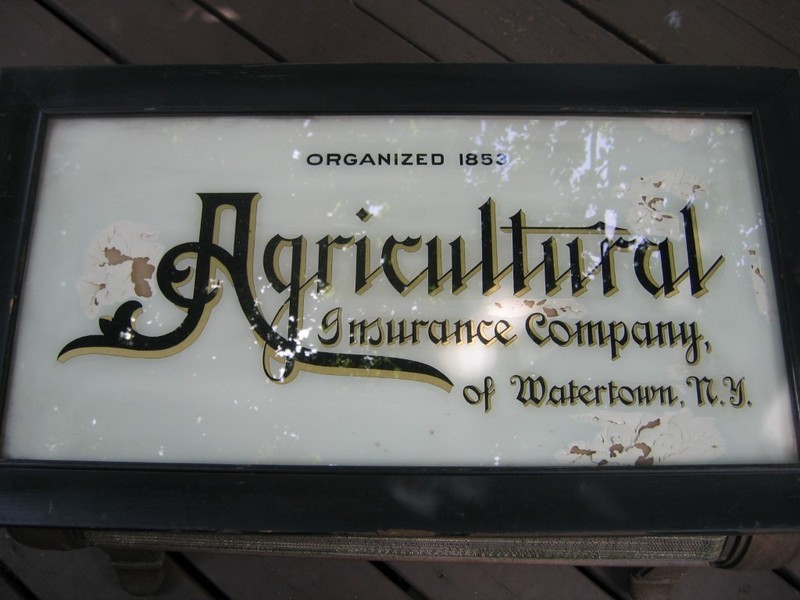 ORGANIZED 1853
Agricultural
Insurance Company,
of Watertown, N.Y.